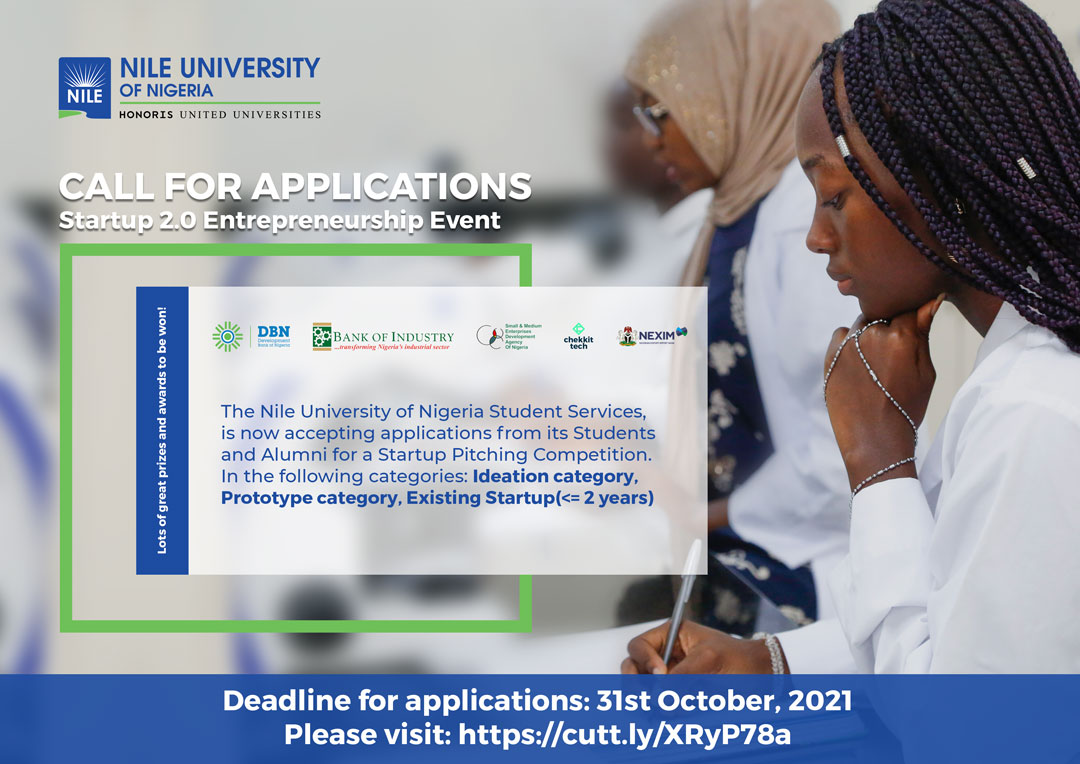 NILE
NILE UNIVERSITY
OF NIGERIA
HONORIS UNITED UNIVERSITIES
CALL FOR APPLICATIONS
Startup 2.0 Entrepreneurship Event
Lots of great prizes and awards to be won!
DBN
Development
Bank of Nigeria
BANK OF INDUSTRY
...transforming Nigeria's industrial sector
Small & Medium
Enterprises
Development
Agency
Of Nigeria
chekkit
tech
NEXIM
The Nile University of Nigeria Student Services,
is now accepting applications from its Students
and Alumni for a Startup Pitching Competition.
In the following categories: Ideation category,
Prototype category, Existing Startup(<= 2 years)
Deadline for applications: 31st October, 2021
Please visit: https://cutt.ly/XRyP78a